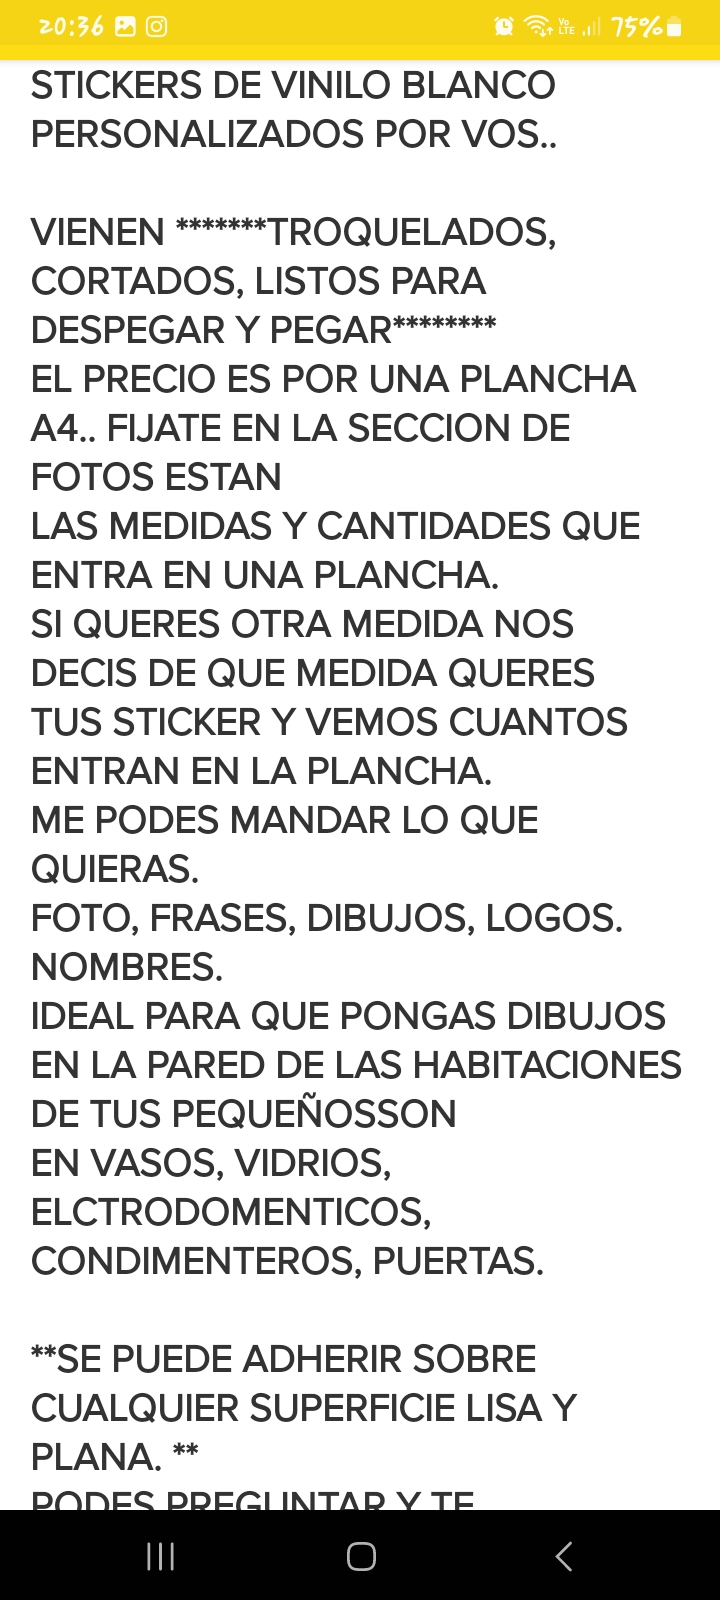 20:36
Vo LTE 75%
STICKERS DE VINILO BLANCO
PERSONALIZADOS POR VOS..
VIENEN *******TROQUELADOS,
CORTADOS, LISTOS PARA
DESPEGAR Y PEGAR********
EL PRECIO ES POR UNA PLANCHA
A4.. FIJATE EN LA SECCION DE
FOTOS ESTAN
LAS MEDIDAS Y CANTIDADES QUE
ENTRA EN UNA PLANCHA.
SI QUERES OTRA MEDIDA NOS
DECIS DE QUE MEDIDA QUERES
TUS STICKER Y VEMOS CUANTOS
ENTRAN EN LA PLANCHA.
ME PODES MANDAR LO QUE
QUIERAS.
FOTO, FRASES, DIBUJOS, LOGOS.
NOMBRES.
IDEAL PARA QUE PONGAS DIBUJOS
EN LA PARED DE LAS HABITACIONES
DE TUS PEQUEÑOSSON
EN VASOS, VIDRIOS,
ELCTRODOMENTICOS,
CONDIMENTEROS, PUERTAS.
**SE PUEDE ADHERIR SOBRE
CUALQUIER SUPERFICIE LISA Y
PLANA. **
PODES PREGUNTAR Y TE